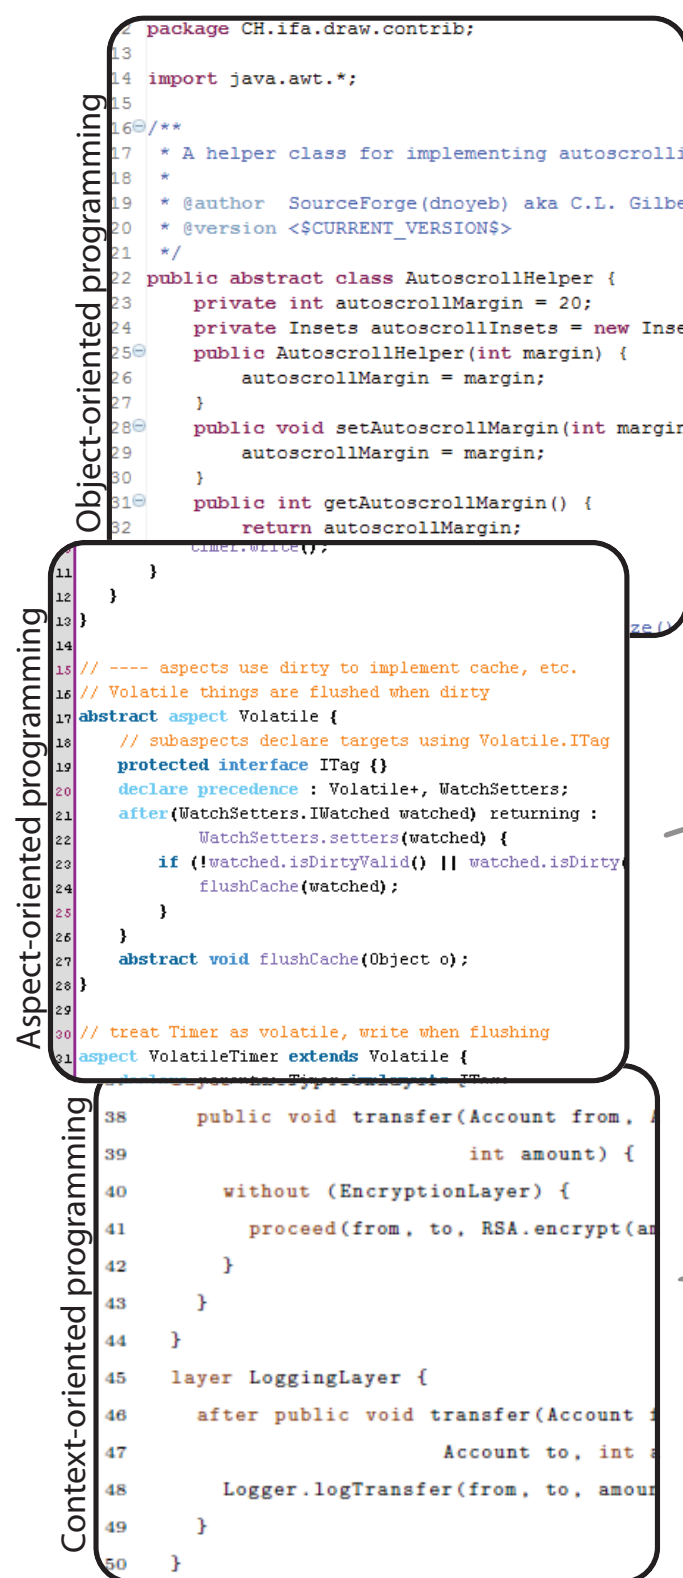 Object-oriented programming
12 package CH.ifa.draw.contrib;
13
14 import java.awt.*;
15
16 /**
17 * A helper class for implementing autoscrolli
18 *
19 * @author SourceForge(dnoyeb) aka C.L. Gilbe
20 * @version <$CURRENT_VERSION$>
21 */
22 public abstract class AutoscrollHelper {
23 private int autoscrollMargin = 20;
24 private Insets autoscrollInsets = new Inse
25 public AutoscrollHelper(int margin) {
26 autoscrollMargin = margin;
27 }
28 public void setAutoscrollMargin(int margin
29 autoscrollMargin = margin;
30 }
31 public int getAutoscrollMargin() {
32 return autoscrollMargin;
ze()
Aspect-oriented programming
timer.write();
11 }
12 }
13 }
14
15 // ---- aspects use dirty to implement cache, etc.
16 // Volatile things are flushed when dirty
17 abstract aspect Volatile {
18 // subaspects declare targets using Volatile.ITag
19 protected interface ITag {}
20 declare precedence : Volatile+, WatchSetters;
21 after(WatchSetters.IWatched watched) returning :
22 WatchSetters.setters(watched) {
23 if (!watched.isDirtyValid() || watched.isDirty(
24 flushCache(watched);
25 }
26 }
27 abstract void flushCache(Object o);
28 }
29
30 // treat Timer as volatile, write when flushing
31 aspect VolatileTimer extends Volatile {
Context-oriented programming
38 public void transfer(Account from, A
39 int amount) {
40 without (EncryptionLayer) {
41 proceed(from, to, RSA.encrypt(am
42 }
43 }
44 }
45 layer LoggingLayer {
46 after public void transfer(Account f
47 Account to, int a
48 Logger.logTransfer(from, to, amoun
49 }
50 }